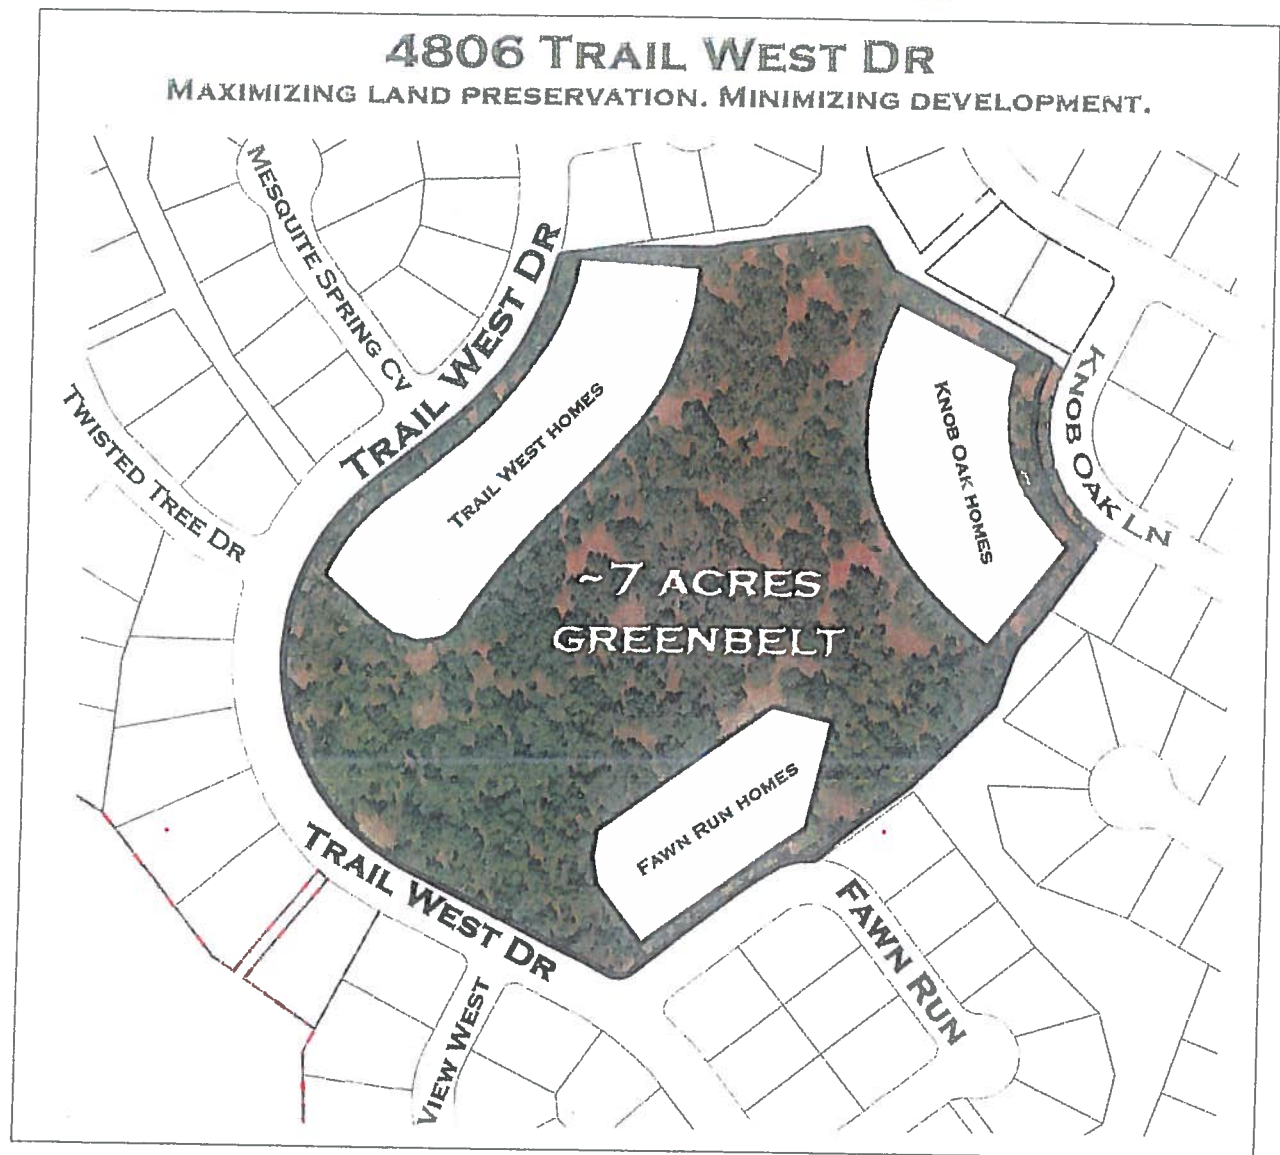 4806 TRAIL WEST DR
MAXIMIZING LAND PRESERVATION. MINIMIZING DEVELOPMENT.
MESQUITE SPRING CV
TRAIL WEST DR
TWISTED TREE DR
TRAIL WEST HOMES
KNOB OAK HOMES
KNOB OAK LN
~7 ACRES
GREENBELT
FAWN RUN HOMES
TRAIL WEST DR
VIEW WEST
FAWN RUN